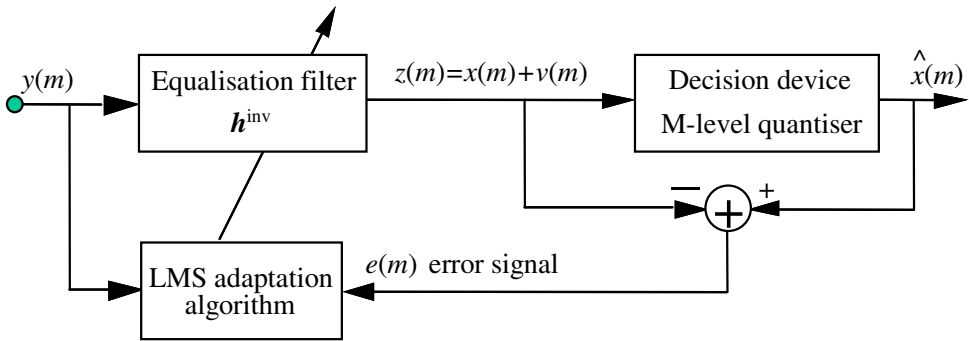 y(m)
Equalisation filter
h^inv
z(m)=x(m)+v(m)
Decision device
M-level quantiser
x̂(m)
−
+
+
LMS adaptation
algorithm
e(m) error signal